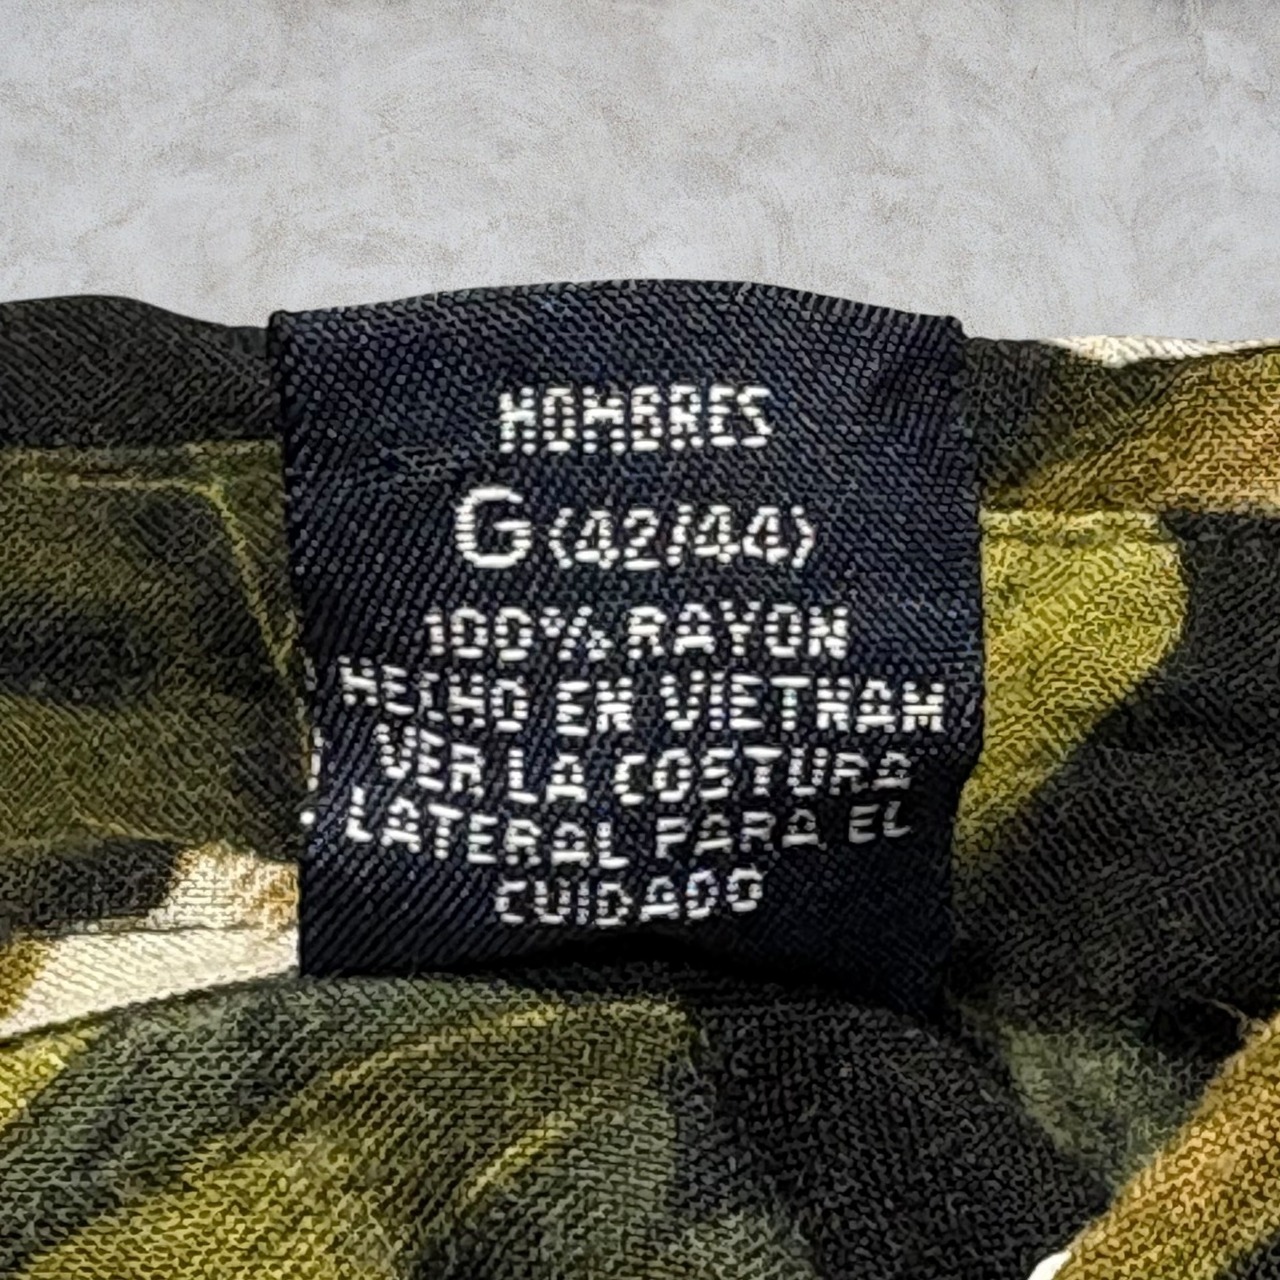 HOMBRES
G (42/44)
100% RAYON
HECHO EN VIETNAM
VER LA COSTURA
LATERAL PARA EL
CUIDADO